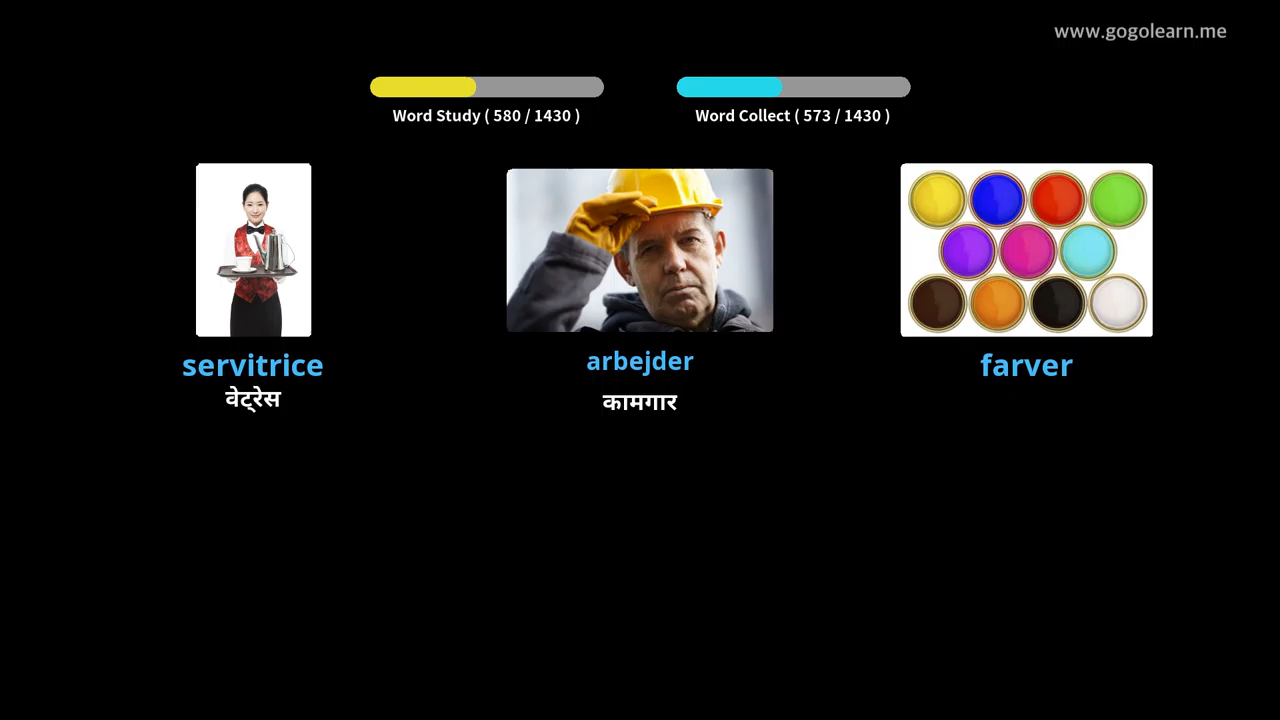 www.gogolearn.me
Word Study ( 580 / 1430 )
Word Collect ( 573 / 1430 )
servitrice
वेट्रेस
arbejder
कामगार
farver